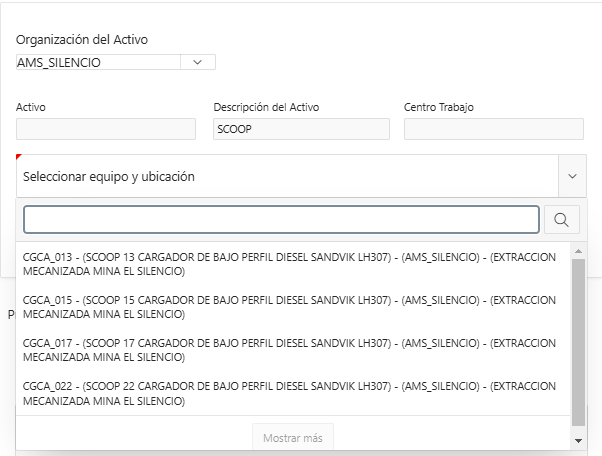 Organización del Activo
AMS_SILENCIO
Activo Descripción del Activo Centro Trabajo
SCOOP
Seleccionar equipo y ubicación
CGCA_013 - (SCOOP 13 CARGADOR DE BAJO PERFIL DIESEL SANDVIK LH307) - (AMS_SILENCIO) - (EXTRACCION
MECANIZADA MINA EL SILENCIO)
CGCA_015 - (SCOOP 15 CARGADOR DE BAJO PERFIL DIESEL SANDVIK LH307) - (AMS_SILENCIO) - (EXTRACCION
MECANIZADA MINA EL SILENCIO)
CGCA_017 - (SCOOP 17 CARGADOR DE BAJO PERFIL DIESEL SANDVIK LH307) - (AMS_SILENCIO) - (EXTRACCION
MECANIZADA MINA EL SILENCIO)
CGCA_022 - (SCOOP 22 CARGADOR DE BAJO PERFIL DIESEL SANDVIK LH307) - (AMS_SILENCIO) - (EXTRACCION
MECANIZADA MINA EL SILENCIO)
Mostrar más